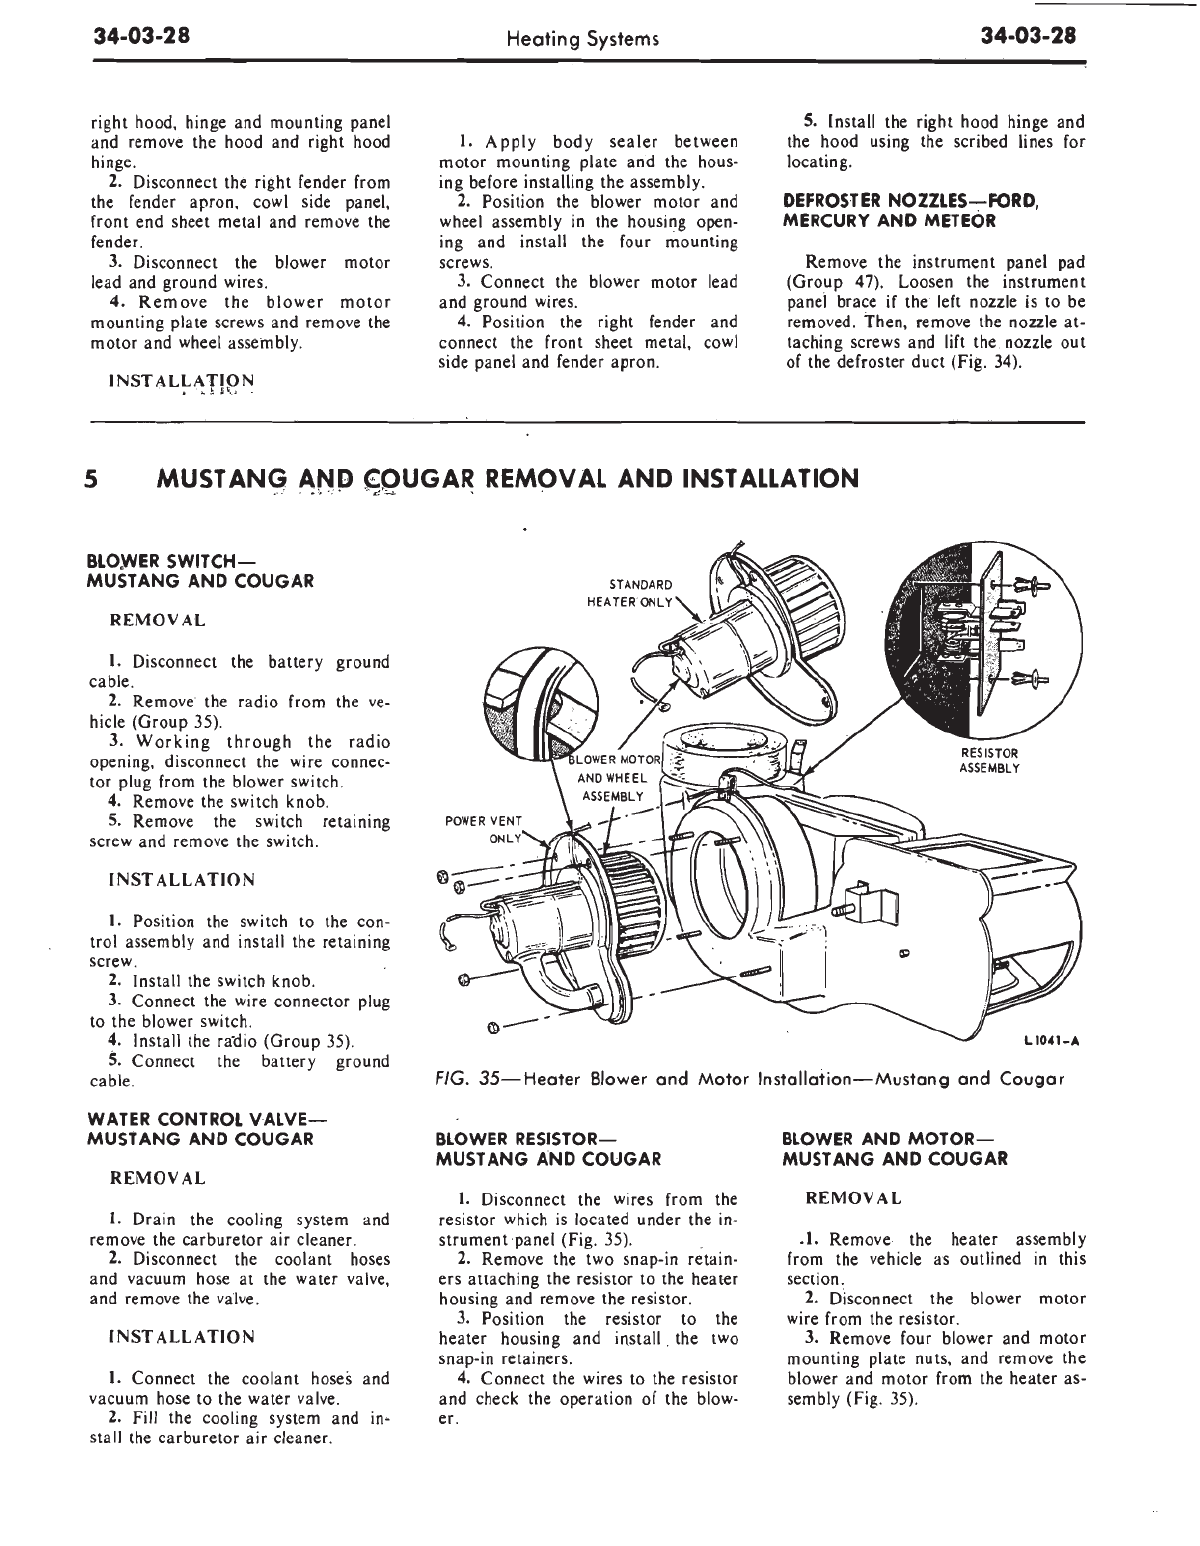 34-03-28
Heating Systems
34-03-28
right hood, hinge and mounting panel
and remove the hood and right hood
hinge.
2. Disconnect the right fender from
the fender apron, cowl side panel,
front end sheet metal and remove the
fender.
3. Disconnect the blower motor
lead and ground wires.
4. Remove the blower motor
mounting plate screws and remove the
motor and wheel assembly.
INSTALLATION
1. Apply body sealer between
motor mounting plate and the hous-
ing before installing the assembly.
2. Position the blower motor and
wheel assembly in the housing open-
ing and install the four mounting
screws.
3. Connect the blower motor lead
and ground wires.
4. Position the right fender and
connect the front sheet metal, cowl
side panel and fender apron.
5. Install the right hood hinge and
the hood using the scribed lines for
locating.
DEFROSTER NOZZLES—FORD,
MERCURY AND METEOR
Remove the instrument panel pad
(Group 47). Loosen the instrument
panel brace if the left nozzle is to be
removed. Then, remove the nozzle at-
taching screws and lift the nozzle out
of the defroster duct (Fig. 34).
5 MUSTANG AND COUGAR REMOVAL AND INSTALLATION
BLOWER SWITCH—
MUSTANG AND COUGAR
REMOVAL
1. Disconnect the battery ground
cable.
2. Remove the radio from the ve-
hicle (Group 35).
3. Working through the radio
opening, disconnect the wire connec-
tor plug from the blower switch.
4. Remove the switch knob.
5. Remove the switch retaining
screw and remove the switch.
INSTALLATION
1. Position the switch to the con-
trol assembly and install the retaining
screw.
2. Install the switch knob.
3. Connect the wire connector plug
to the blower switch.
4. Install the radio (Group 35).
5. Connect the battery ground
cable.
WATER CONTROL VALVE—
MUSTANG AND COUGAR
REMOVAL
1. Drain the cooling system and
remove the carburetor air cleaner.
2. Disconnect the coolant hoses
and vacuum hose at the water valve,
and remove the valve.
INSTALLATION
1. Connect the coolant hoses and
vacuum hose to the water valve.
2. Fill the cooling system and in-
stall the carburetor air cleaner.
STANDARD
HEATER ONLY
BLOWER MOTOR
AND WHEEL
ASSEMBLY
POWER VENT
ONLY
RESISTOR
ASSEMBLY
L1041-A
FIG. 35—Heater Blower and Motor Installation—Mustang and Cougar
BLOWER RESISTOR—
MUSTANG AND COUGAR
1. Disconnect the wires from the
resistor which is located under the in-
strument panel (Fig. 35).
2. Remove the two snap-in retain-
ers attaching the resistor to the heater
housing and remove the resistor.
3. Position the resistor to the
heater housing and install the two
snap-in retainers.
4. Connect the wires to the resistor
and check the operation of the blow-
er.
BLOWER AND MOTOR—
MUSTANG AND COUGAR
REMOVAL
1. Remove the heater assembly
from the vehicle as outlined in this
section.
2. Disconnect the blower motor
wire from the resistor.
3. Remove four blower and motor
mounting plate nuts, and remove the
blower and motor from the heater as-
sembly (Fig. 35).